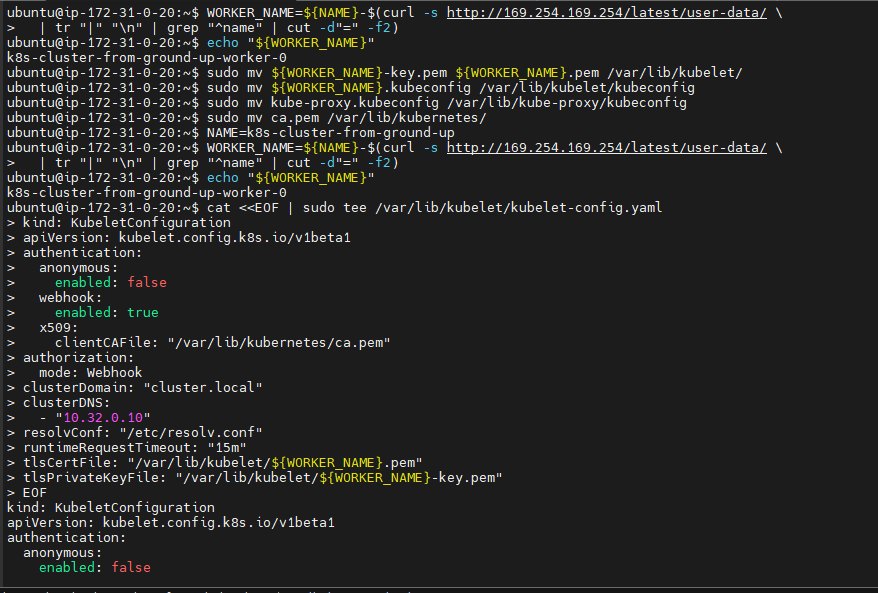 ubuntu@ip-172-31-0-20:~$ WORKER_NAME=${NAME}-$(curl -s http://169.254.169.254/latest/user-data/ \
>   | tr "|" "\n" | grep "^name" | cut -d"=" -f2)
ubuntu@ip-172-31-0-20:~$ echo "${WORKER_NAME}"
k8s-cluster-from-ground-up-worker-0
ubuntu@ip-172-31-0-20:~$ sudo mv ${WORKER_NAME}-key.pem ${WORKER_NAME}.pem /var/lib/kubelet/
ubuntu@ip-172-31-0-20:~$ sudo mv ${WORKER_NAME}.kubeconfig /var/lib/kubelet/kubeconfig
ubuntu@ip-172-31-0-20:~$ sudo mv kube-proxy.kubeconfig /var/lib/kube-proxy/kubeconfig
ubuntu@ip-172-31-0-20:~$ sudo mv ca.pem /var/lib/kubernetes/
ubuntu@ip-172-31-0-20:~$ NAME=k8s-cluster-from-ground-up
ubuntu@ip-172-31-0-20:~$ WORKER_NAME=${NAME}-$(curl -s http://169.254.169.254/latest/user-data/ \
>   | tr "|" "\n" | grep "^name" | cut -d"=" -f2)
ubuntu@ip-172-31-0-20:~$ echo "${WORKER_NAME}"
k8s-cluster-from-ground-up-worker-0
ubuntu@ip-172-31-0-20:~$ cat <<EOF | sudo tee /var/lib/kubelet/kubelet-config.yaml
> kind: KubeletConfiguration
> apiVersion: kubelet.config.k8s.io/v1beta1
> authentication:
>   anonymous:
>     enabled: false
>   webhook:
>     enabled: true
>   x509:
>     clientCAFile: "/var/lib/kubernetes/ca.pem"
> authorization:
>   mode: Webhook
> clusterDomain: "cluster.local"
> clusterDNS:
>   - "10.32.0.10"
> resolvConf: "/etc/resolv.conf"
> runtimeRequestTimeout: "15m"
> tlsCertFile: "/var/lib/kubelet/${WORKER_NAME}.pem"
> tlsPrivateKeyFile: "/var/lib/kubelet/${WORKER_NAME}-key.pem"
> EOF
kind: KubeletConfiguration
apiVersion: kubelet.config.k8s.io/v1beta1
authentication:
  anonymous:
    enabled: false